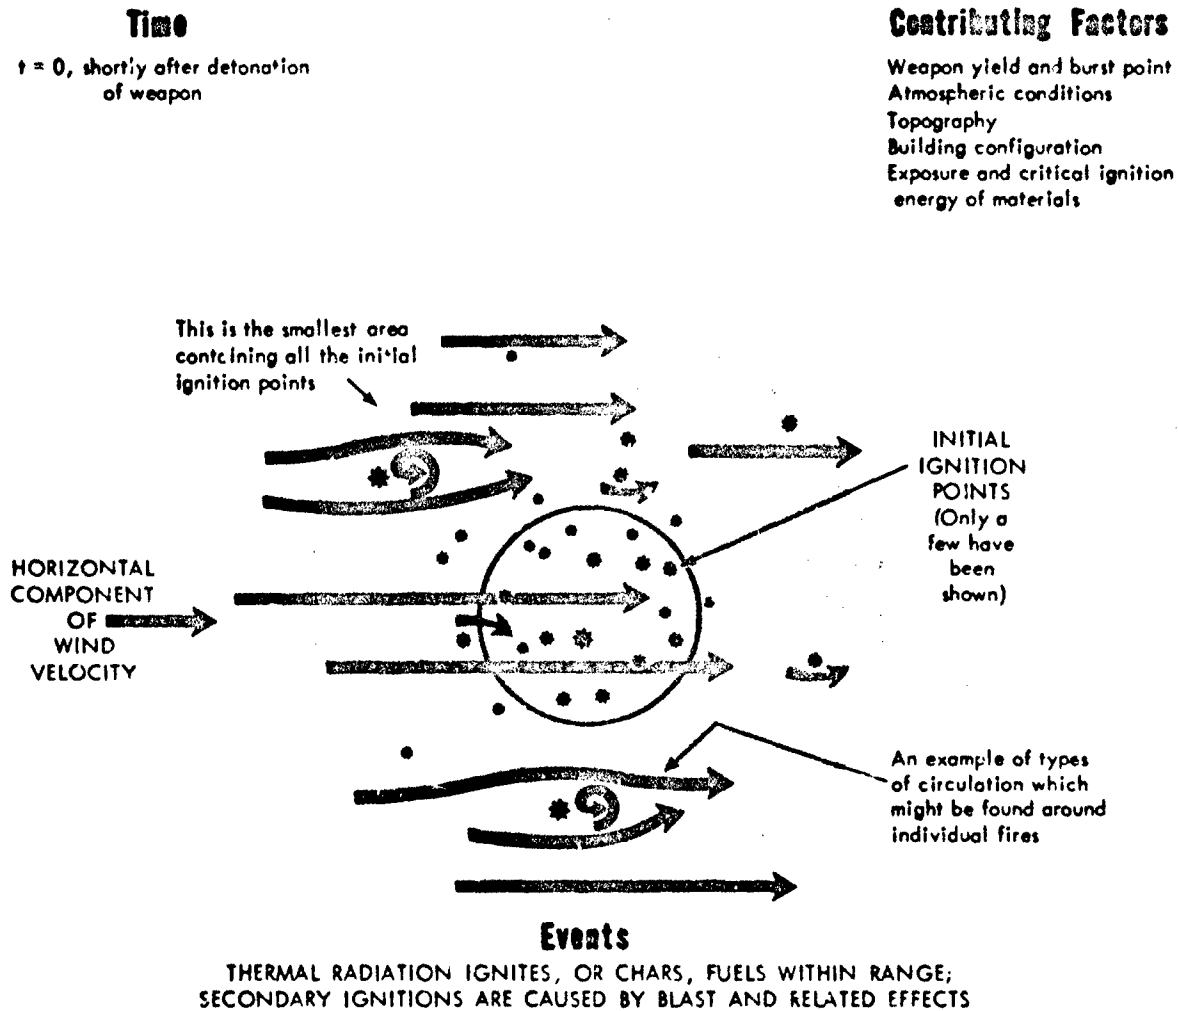 Time
t = 0, shortly after detonation
of weapon
Contributing Factors
Weapon yield and burst point
Atmospheric conditions
Topography
Building configuration
Exposure and critical ignition
energy of materials
This is the smallest area
containing all the initial
ignition points
INITIAL
IGNITION
POINTS
(Only a
few have
been
shown)
HORIZONTAL
COMPONENT
OF
WIND
VELOCITY
An example of types
of circulation which
might be found around
individual fires
Events
THERMAL RADIATION IGNITES, OR CHARS, FUELS WITHIN RANGE;
SECONDARY IGNITIONS ARE CAUSED BY BLAST AND RELATED EFFECTS